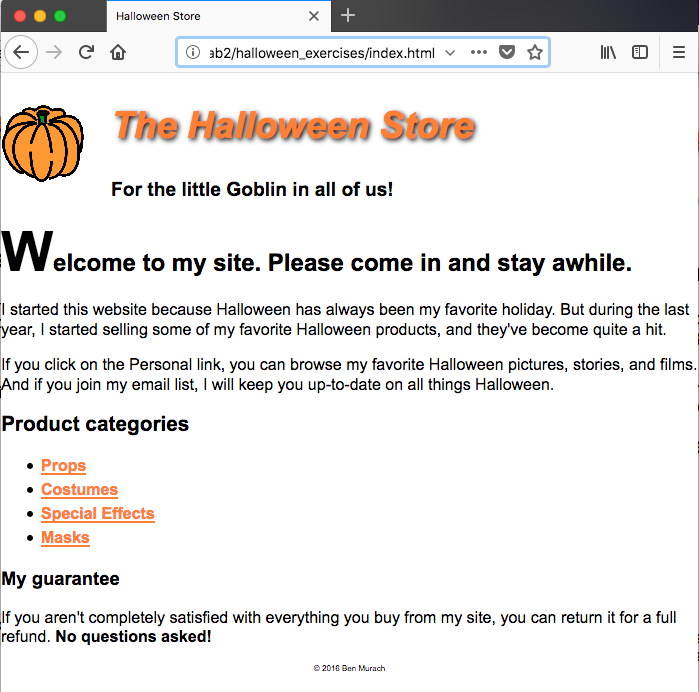 Halloween Store
ab2/halloween_exercises/index.html
The Halloween Store
For the little Goblin in all of us!
Welcome to my site. Please come in and stay awhile.
I started this website because Halloween has always been my favorite holiday. But during the last
year, I started selling some of my favorite Halloween products, and they've become quite a hit.
If you click on the Personal link, you can browse my favorite Halloween pictures, stories, and films.
And if you join my email list, I will keep you up-to-date on all things Halloween.
Product categories
• Props
• Costumes
• Special Effects
• Masks
My guarantee
If you aren't completely satisfied with everything you buy from my site, you can return it for a full
refund. No questions asked!
© 2016 Ben Murach